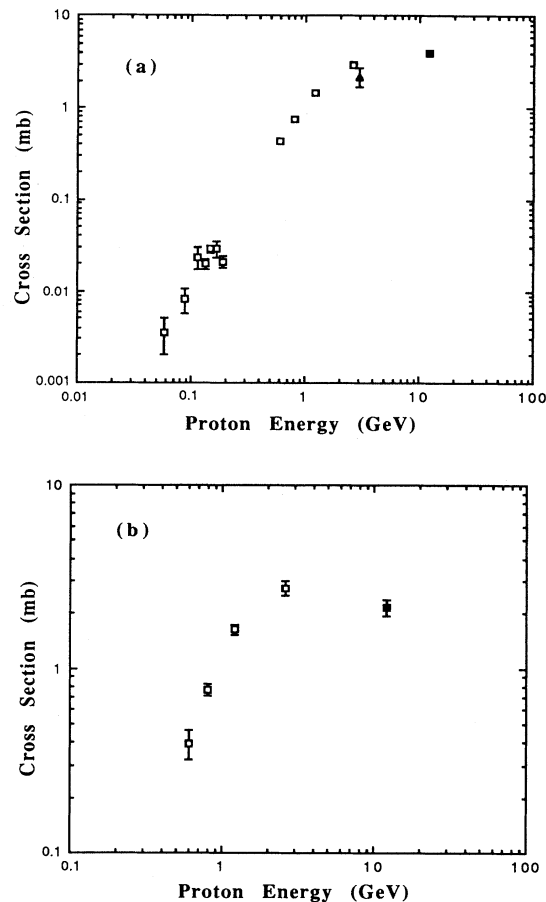 10
(a)
1
0.1
0.01
0.001
Cross Section (mb)
0.01 0.1 1 10 100
Proton Energy (GeV)
10
(b)
1
0.1
Cross Section (mb)
0.1 1 10 100
Proton Energy (GeV)